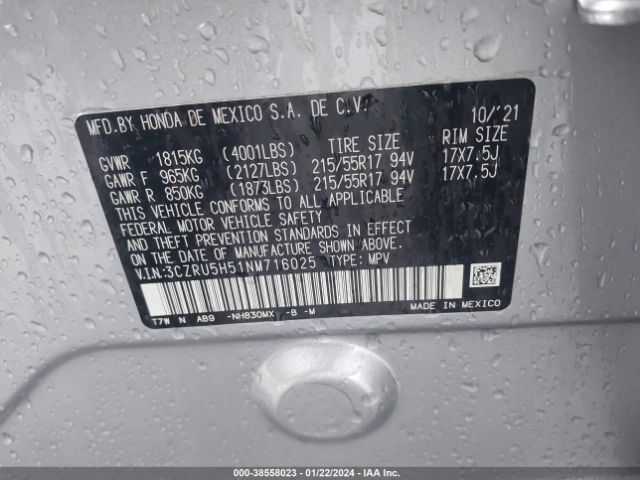 MFD. BY HONDA DE MEXICO S.A. DE C.V. 10/'21
TIRE SIZE RIM SIZE
GVWR 1815KG (4001LBS)
GAWR F 965KG (2127LBS) 215/55R17 94V 17X7.5J
GAWR R 850KG (1873LBS) 215/55R17 94V 17X7.5J
THIS VEHICLE CONFORMS TO ALL APPLICABLE
FEDERAL MOTOR VEHICLE SAFETY
AND THEFT PREVENTION STANDARDS IN EFFECT
ON THE DATE OF MANUFACTURE SHOWN ABOVE.
V.I.N:3CZRU5H51NM716025 TYPE: MPV
T7W N AB9 -NH830MX -B -M
MADE IN MEXICO
000-38558023 - 01/22/2024 - IAA Inc.